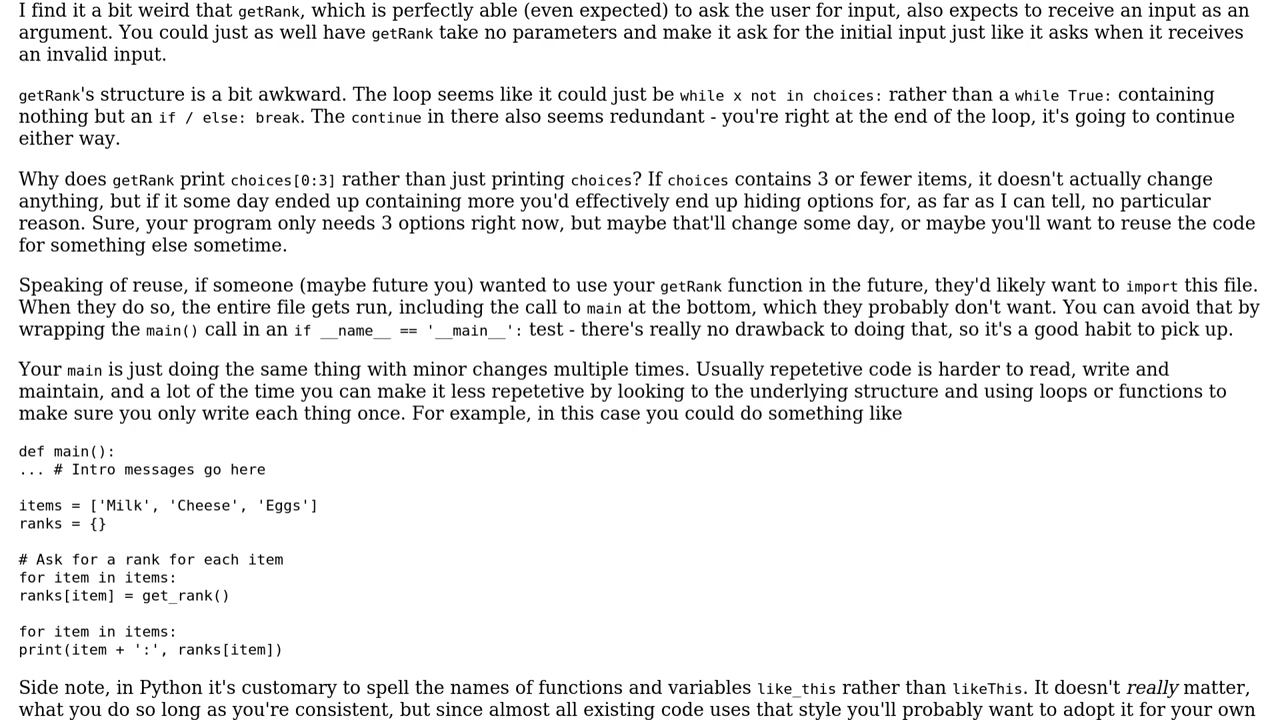 I find it a bit weird that getRank, which is perfectly able (even expected) to ask the user for input, also expects to receive an input as an
argument. You could just as well have getRank take no parameters and make it ask for the initial input just like it asks when it receives
an invalid input.
getRank's structure is a bit awkward. The loop seems like it could just be while x not in choices: rather than a while True: containing
nothing but an if / else: break. The continue in there also seems redundant - you're right at the end of the loop, it's going to continue
either way.
Why does getRank print choices[0:3] rather than just printing choices? If choices contains 3 or fewer items, it doesn't actually change
anything, but if it some day ended up containing more you'd effectively end up hiding options for, as far as I can tell, no particular
reason. Sure, your program only needs 3 options right now, but maybe that'll change some day, or maybe you'll want to reuse the code
for something else sometime.
Speaking of reuse, if someone (maybe future you) wanted to use your getRank function in the future, they'd likely want to import this file.
When they do so, the entire file gets run, including the call to main at the bottom, which they probably don't want. You can avoid that by
wrapping the main() call in an if __name__ == '__main__': test - there's really no drawback to doing that, so it's a good habit to pick up.
Your main is just doing the same thing with minor changes multiple times. Usually repetetive code is harder to read, write and
maintain, and a lot of the time you can make it less repetetive by looking to the underlying structure and using loops or functions to
make sure you only write each thing once. For example, in this case you could do something like
def main():
... # Intro messages go here
items = ['Milk', 'Cheese', 'Eggs']
ranks = {}
# Ask for a rank for each item
for item in items:
ranks[item] = get_rank()
for item in items:
print(item + ':', ranks[item])
Side note, in Python it's customary to spell the names of functions and variables like_this rather than likeThis. It doesn't really matter,
what you do so long as you're consistent, but since almost all existing code uses that style you'll probably want to adopt it for your own